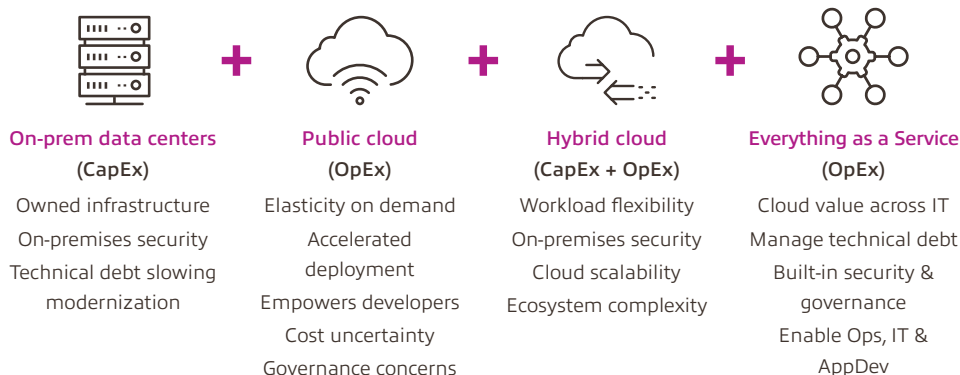 On-prem data centers
(CapEx)
Owned infrastructure
On-premises security
Technical debt slowing
modernization
Public cloud
(OpEx)
Elasticity on demand
Accelerated
deployment
Empowers developers
Cost uncertainty
Governance concerns
Hybrid cloud
(CapEx + OpEx)
Workload flexibility
On-premises security
Cloud scalability
Ecosystem complexity
Everything as a Service
(OpEx)
Cloud value across IT
Manage technical debt
Built-in security &
governance
Enable Ops, IT &
AppDev